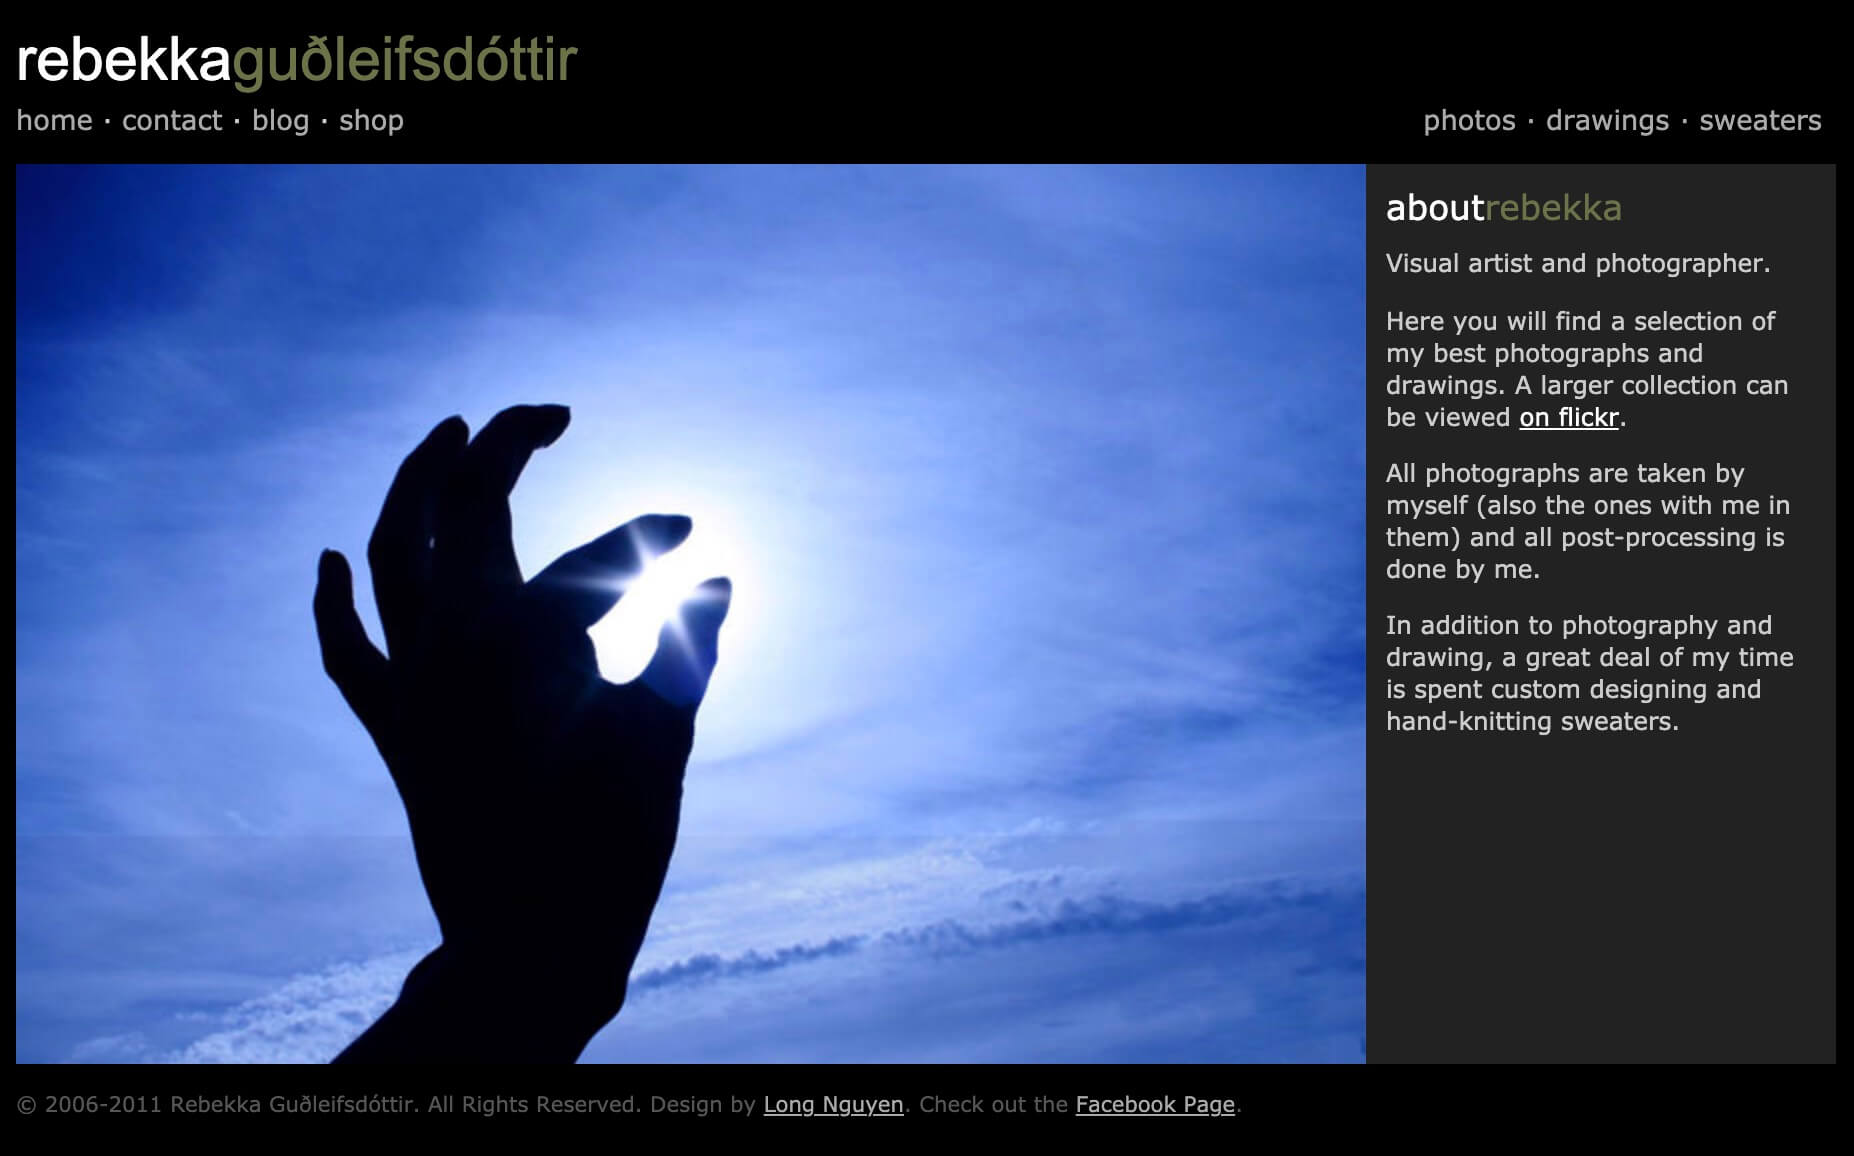 rebekkaguðleifsdóttir
home · contact · blog · shop
photos · drawings · sweaters
aboutrebekka
Visual artist and photographer.
Here you will find a selection of
my best photographs and
drawings. A larger collection can
be viewed on flickr.
All photographs are taken by
myself (also the ones with me in
them) and all post-processing is
done by me.
In addition to photography and
drawing, a great deal of my time
is spent custom designing and
hand-knitting sweaters.
© 2006-2011 Rebekka Guðleifsdóttir. All Rights Reserved. Design by Long Nguyen. Check out the Facebook Page.